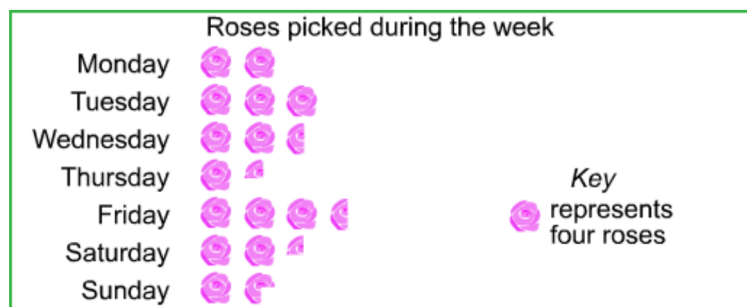 Roses picked during the week
Monday
Tuesday
Wednesday
Thursday
Friday
Saturday
Sunday
Key
represents
four roses